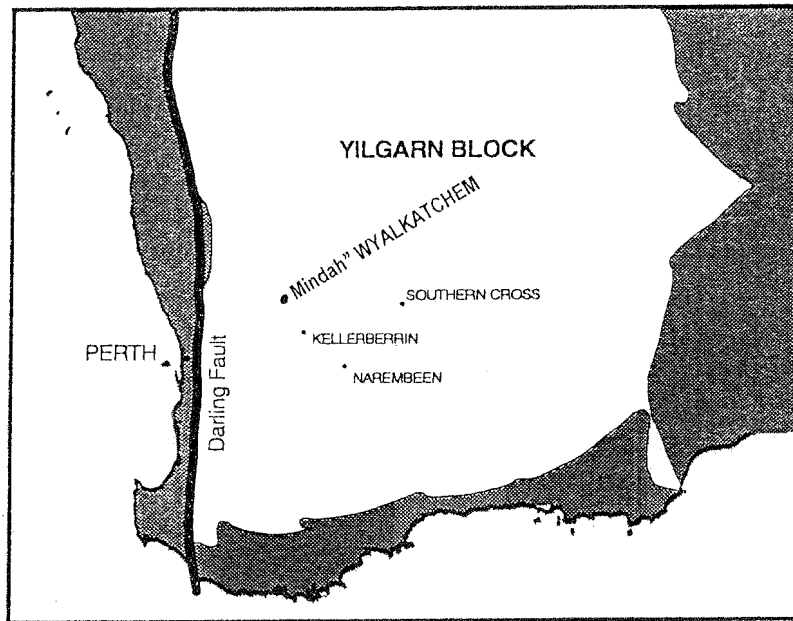 YILGARN BLOCK
Mindah" WYALKATCHEM
SOUTHERN CROSS
KELLERBERRIN
PERTH
NAREMBEEN
Darling Fault